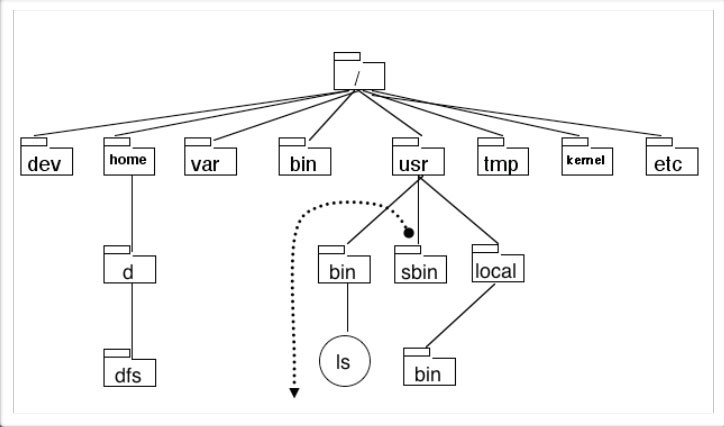 /
dev
home
var
bin
usr
tmp
kernel
etc
d
bin
sbin
local
dfs
ls
bin